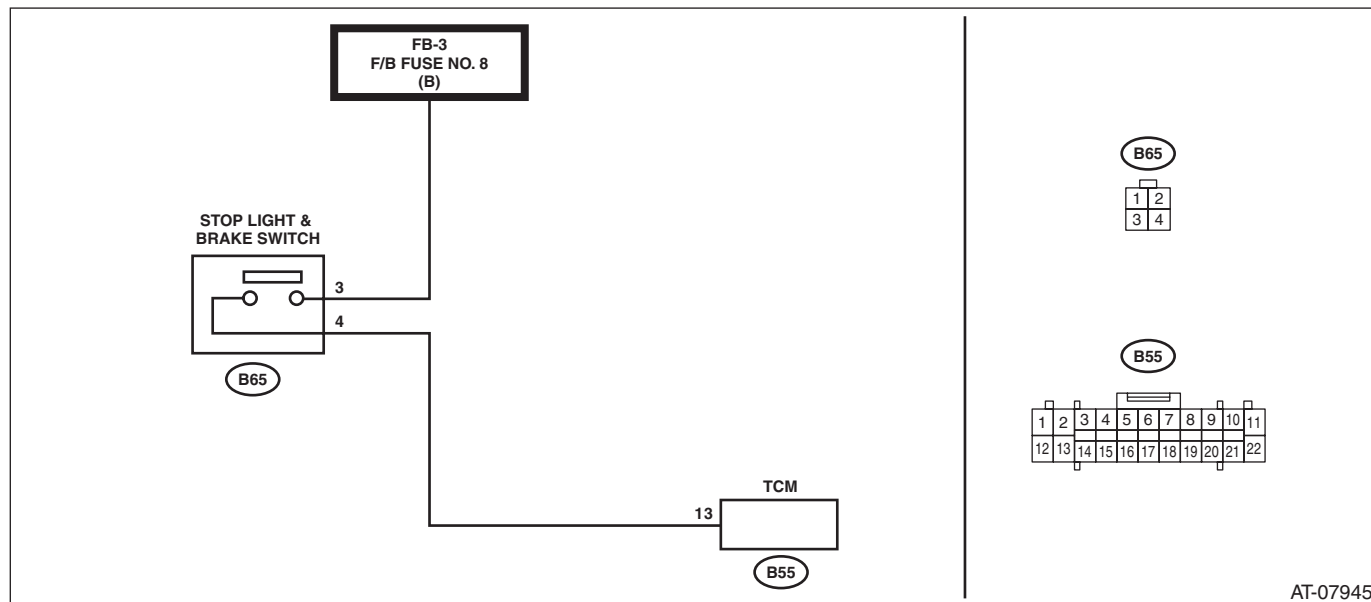 FB-3
F/B FUSE NO. 8
(B)
STOP LIGHT &
BRAKE SWITCH
3
4
B65
TCM
13
B55
B65
1 2
3 4
B55
1 2 3 4 5 6 7 8 9 10 11
12 13 14 15 16 17 18 19 20 21 22
AT-07945